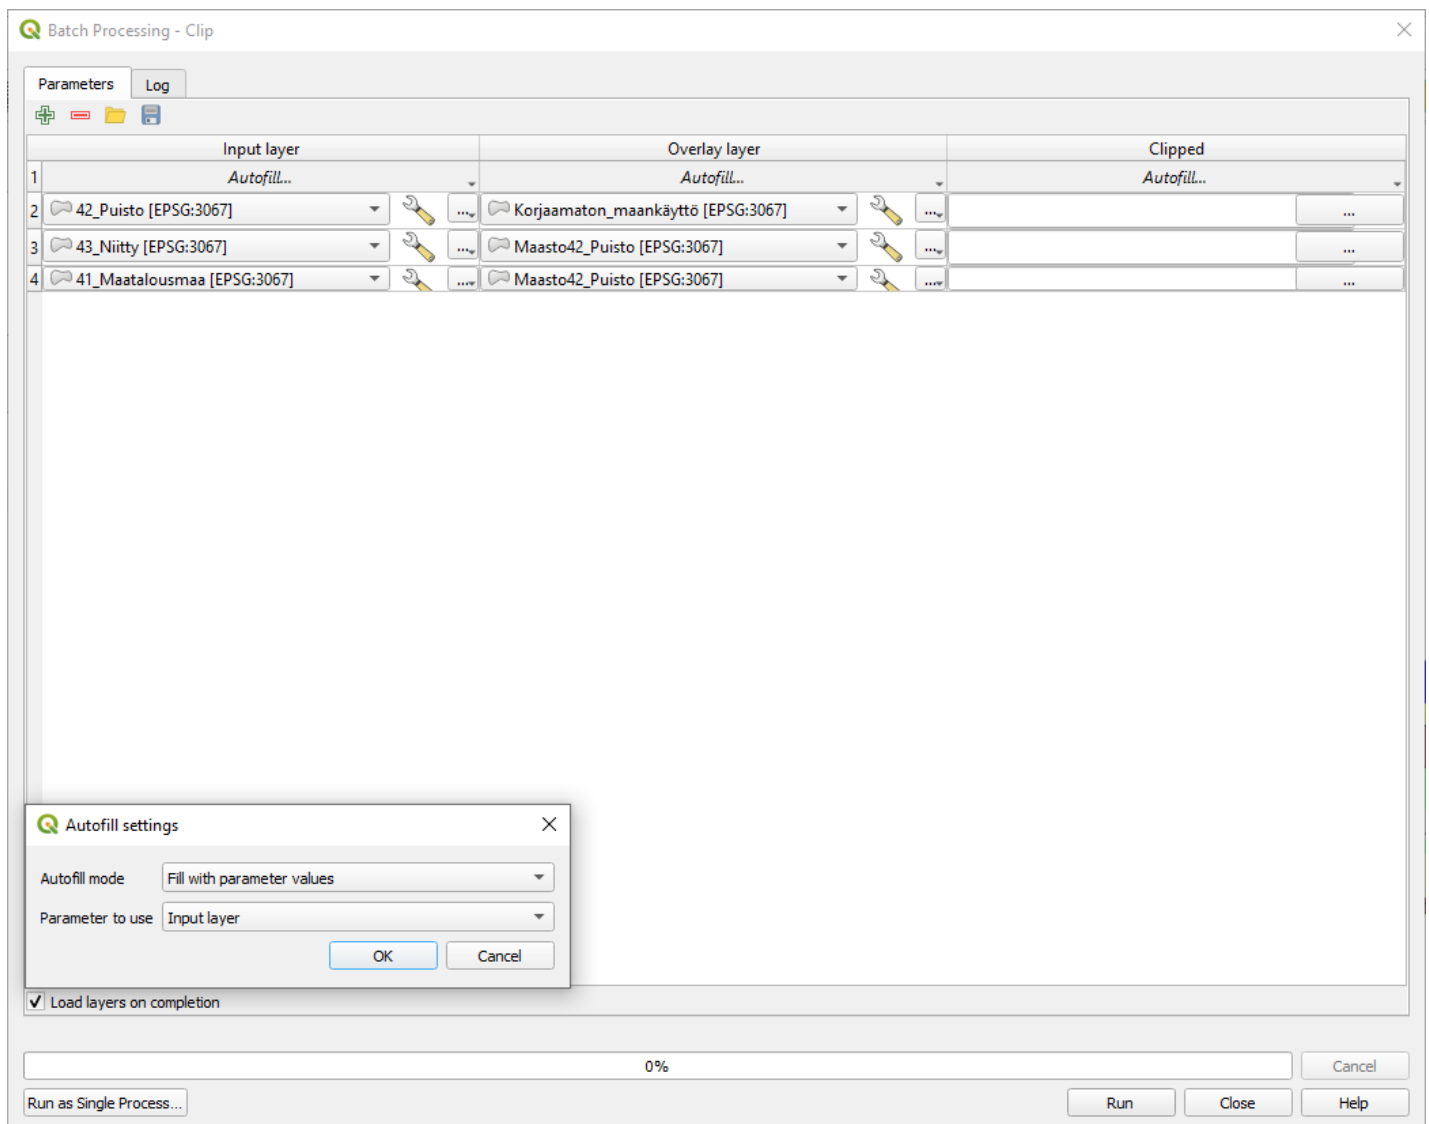 Batch Processing - Clip
Parameters Log
Input layer Overlay layer Clipped
1 Autofill... Autofill... Autofill...
2 42_Puisto [EPSG:3067] ... Korjaamaton_maankäyttö [EPSG:3067] ... ...
3 43_Niitty [EPSG:3067] ... Maasto42_Puisto [EPSG:3067] ... ...
4 41_Maatalousmaa [EPSG:3067] ... Maasto42_Puisto [EPSG:3067] ... ...
Autofill settings
Autofill mode Fill with parameter values
Parameter to use Input layer
OK Cancel
Load layers on completion
0% Cancel
Run as Single Process... Run Close Help